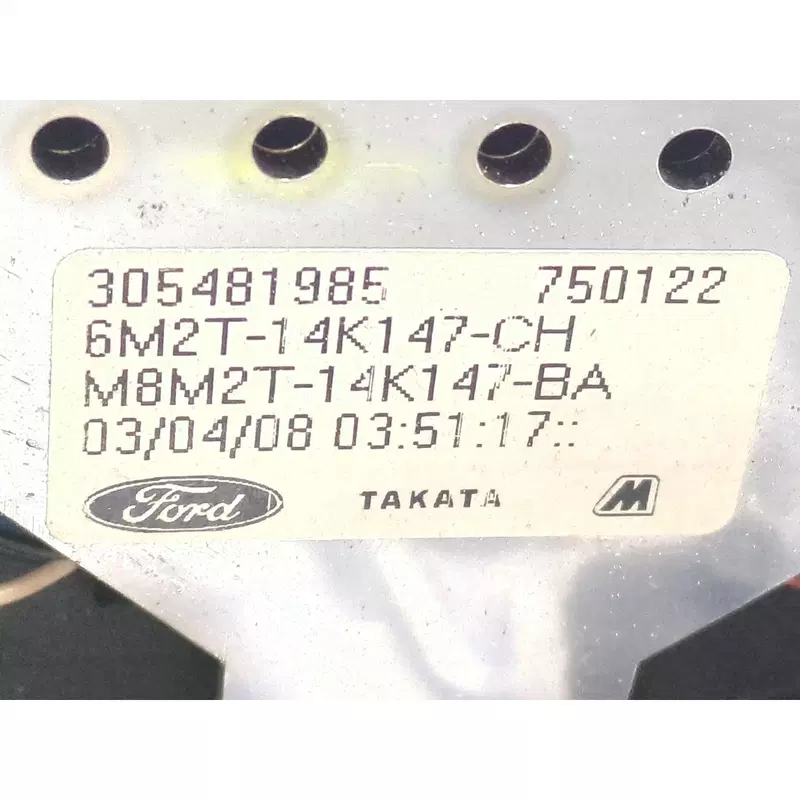 305481985 750122
6M2T-14K147-CH
M8M2T-14K147-BA
03/04/08 03:51:17::
Ford TAKATA M